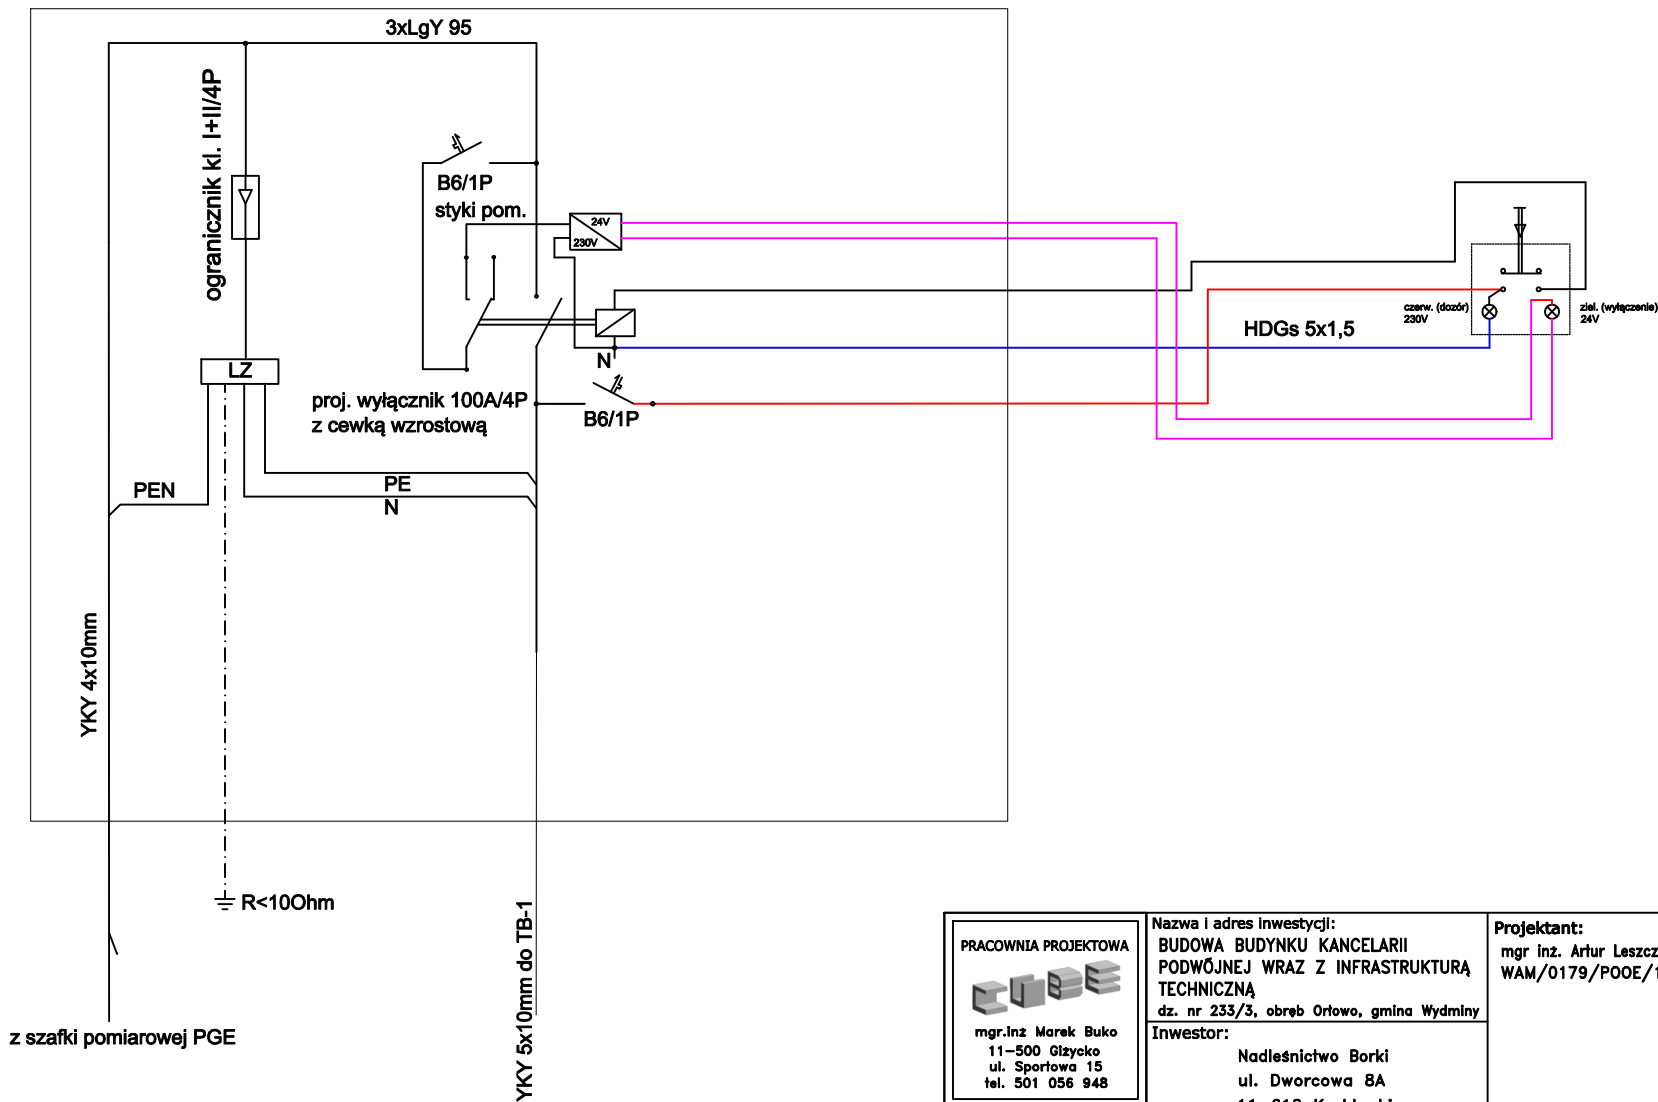 3xLgY 95
ogranicznik kl. I+II/4P
B6/1P
styki pom.
24V
230V
czerw. (dozór)
230V
ziel. (wyłączenie)
24V
HDGs 5x1,5
N
LZ
proj. wyłącznik 100A/4P
z cewką wzrostową
B6/1P
PEN
PE
N
YKY 4x10mm
R<10Ohm
YKY 5x10mm do TB-1
z szafki pomiarowej PGE
PRACOWNIA PROJEKTOWA
CUBE
mgr.inż Marek Buko
11-500 Giżycko
ul. Sportowa 15
tel. 501 056 948
Nazwa i adres inwestycji:
BUDOWA BUDYNKU KANCELARII
PODWÓJNEJ WRAZ Z INFRASTRUKTURĄ
TECHNICZNĄ
dz. nr 233/3, obręb Orłowo, gmina Wydminy
Inwestor:
Nadleśnictwo Borki
ul. Dworcowa 8A
Projektant:
mgr inż. Artur Leszcz
WAM/0179/POOE/1